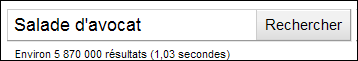 Salade d'avocat Rechercher
Environ 5 870 000 résultats (1,03 secondes)